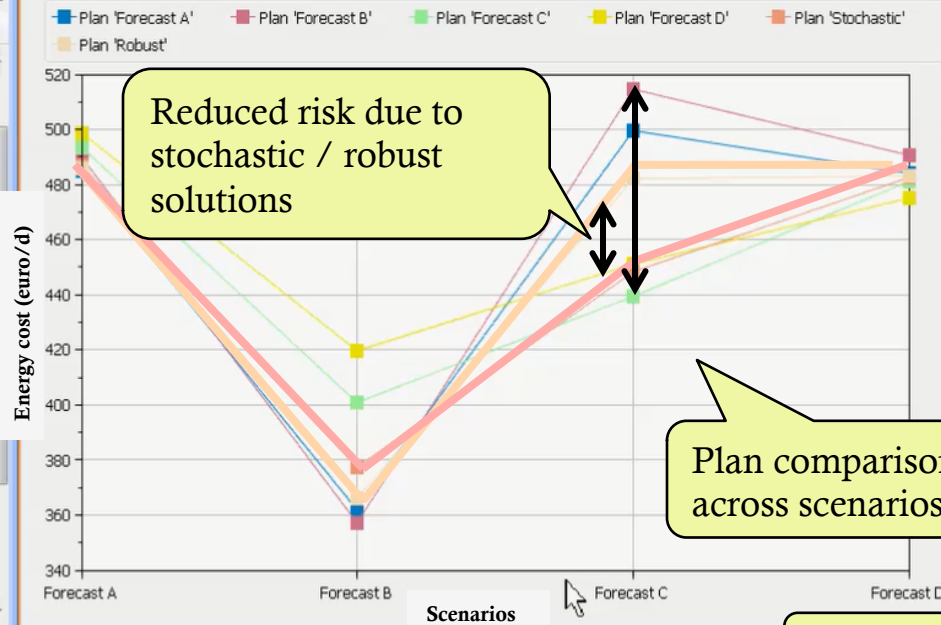 Plan 'Forecast A' Plan 'Forecast B' Plan 'Forecast C' Plan 'Forecast D' Plan 'Stochastic'
Plan 'Robust'
520
500
480
460
440
420
400
380
360
340
Energy cost (euro/d)
Reduced risk due to
stochastic / robust
solutions
Plan comparison
across scenarios
Forecast A Forecast B Forecast C Forecast D
Scenarios